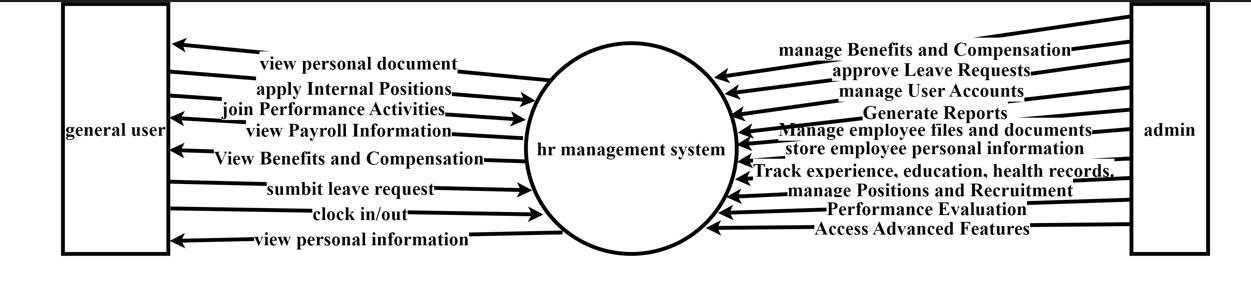 general user
view personal document
apply Internal Positions
join Performance Activities
view Payroll Information
View Benefits and Compensation
sumbit leave request
clock in/out
view personal information
hr management system
manage Benefits and Compensation
approve Leave Requests
manage User Accounts
Generate Reports
Manage employee files and documents
store employee personal information
Track experience, education, health records.
manage Positions and Recruitment
Performance Evaluation
Access Advanced Features
admin